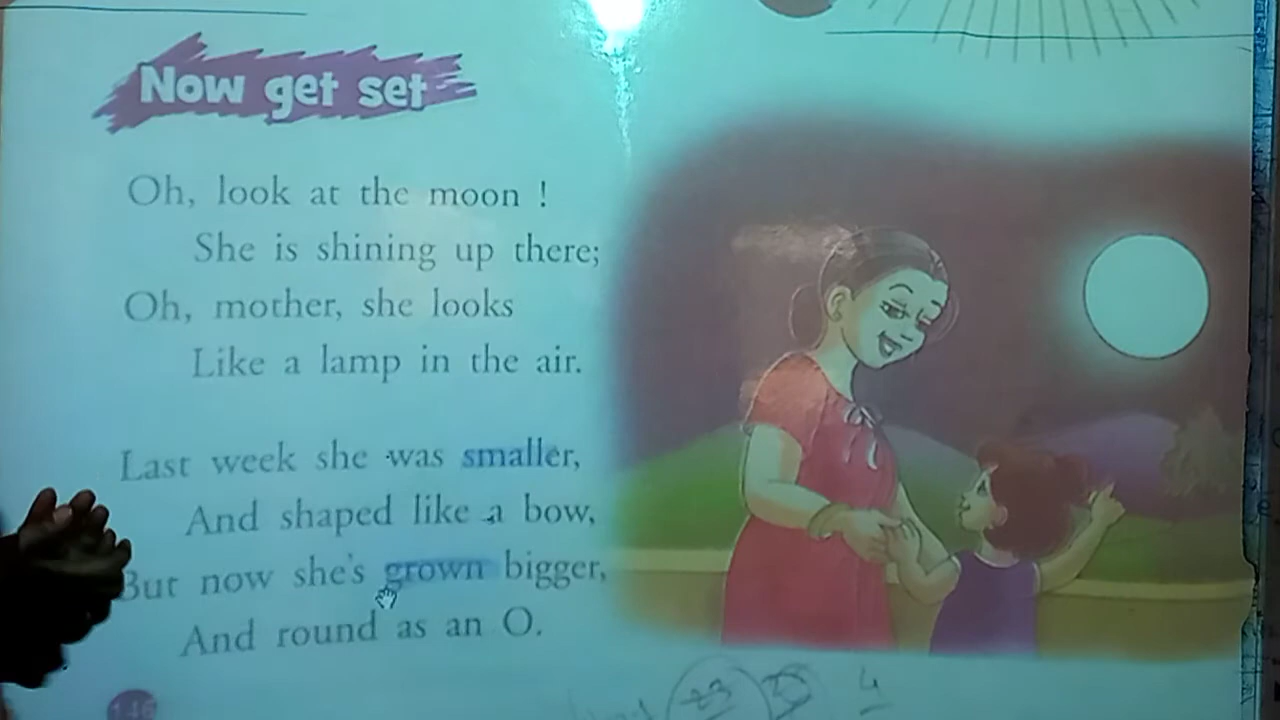 Now get set
Oh, look at the moon !
She is shining up there;
Oh, mother, she looks
Like a lamp in the air.
Last week she was smaller,
And shaped like a bow,
But now she's grown bigger,
And round as an O.
146
4